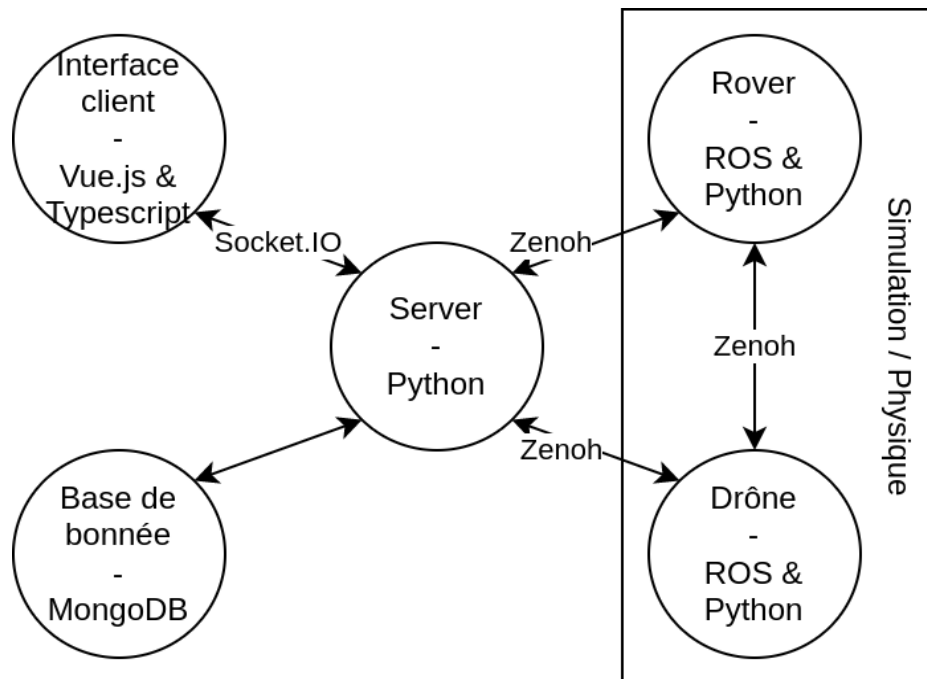 Interface
client
-
Vue.js &
Typescript
Socket.IO
Server
-
Python
Base de
bonnée
-
MongoDB
Zenoh
Zenoh
Rover
-
ROS &
Python
Zenoh
Drône
-
ROS &
Python
Simulation / Physique